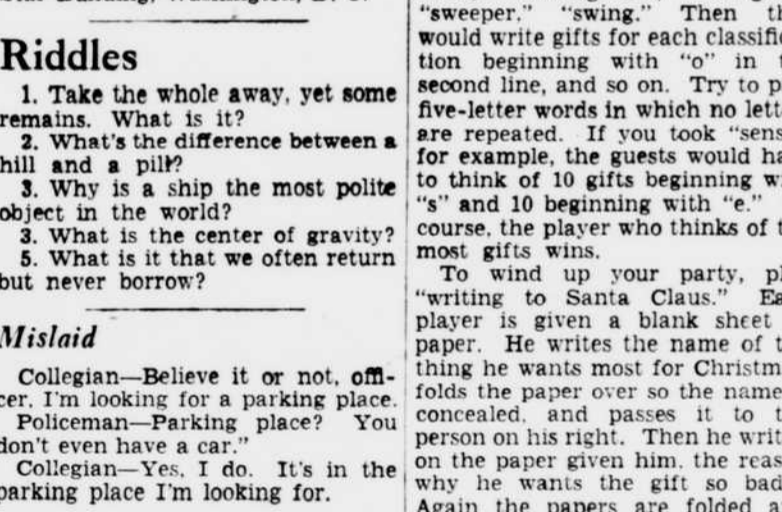 Riddles
1. Take the whole away, yet some
remains. What is it?
2. What's the difference between a
hill and a pill?
3. Why is a ship the most polite
object in the world?
3. What is the center of gravity?
5. What is it that we often return
but never borrow?
Mislaid
Collegian—Believe it or not, offi-
cer, I'm looking for a parking place.
Policeman—Parking place? You
don't even have a car."
Collegian—Yes, I do. It's in the
parking place I'm looking for.
"sweeper," "swing." Then
would write gifts for each
tion beginning with "o" in
second line, and so on. Try to
five-letter words in which no
are repeated. If you took
for example, the guests would
to think of 10 gifts beginning
"s" and 10 beginning with "e."
course, the player who thinks of
most gifts wins.
To wind up your party,
"writing to Santa Claus."
player is given a blank sheet
paper. He writes the name of
thing he wants most for
folds the paper over so the name
concealed, and passes it to
person on his right. Then he
on the paper given him, the
why he wants the gift so
Again the papers are folded